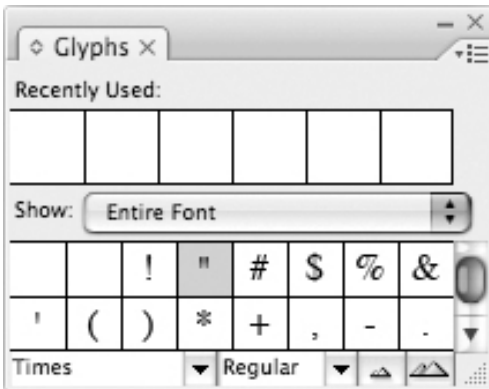 Glyphs
Recently Used:
Show: Entire Font
! " # $ % &
' ( ) * + , - .
Times Regular